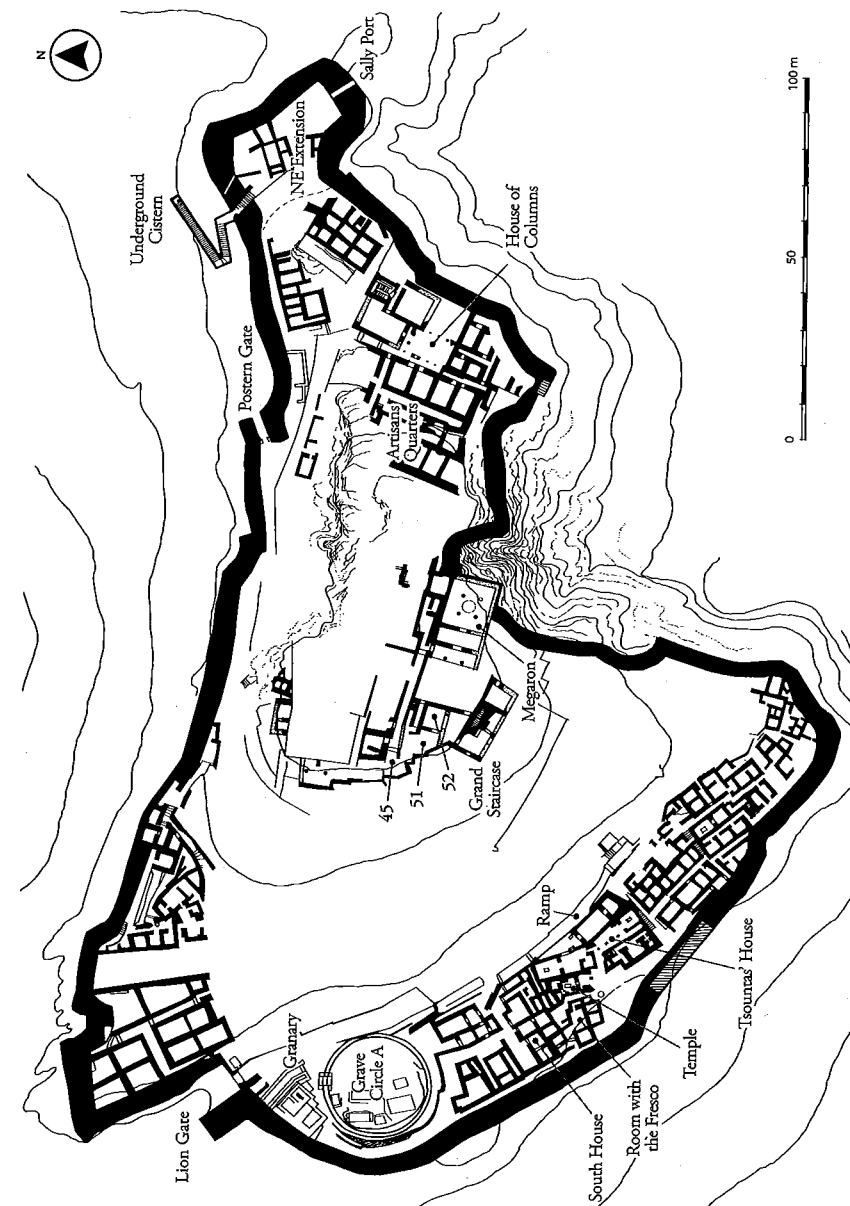 N
Sally Port
NE Extension
Underground
Cistern
House of
Columns
Postern Gate
Artisans'
Quarters
100 m
50
0
Megaron
45
51
52
Grand
Staircase
Ramp
Granary
Grave
Circle A
Lion Gate
Tsountas' House
Temple
Room with
the Fresco
South House